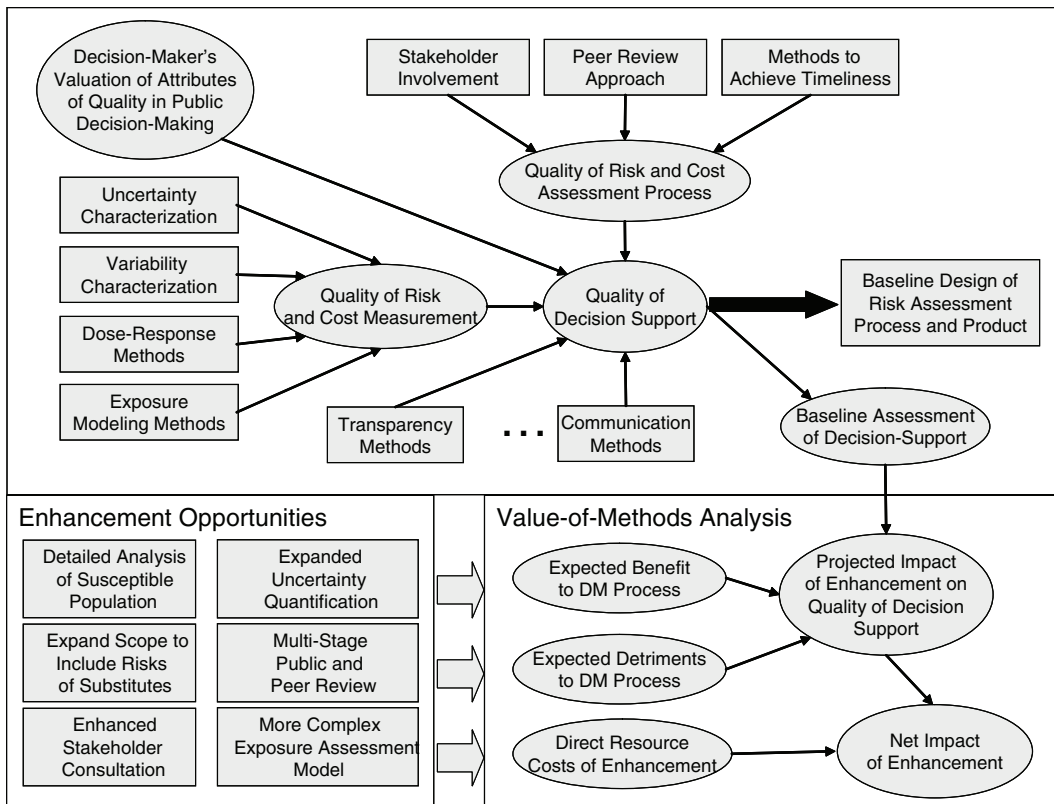 Decision-Maker's
Valuation of Attributes
of Quality in Public
Decision-Making
Stakeholder
Involvement
Peer Review
Approach
Methods to
Achieve Timeliness
Quality of Risk and Cost
Assessment Process
Uncertainty
Characterization
Variability
Characterization
Dose-Response
Methods
Exposure
Modeling Methods
Quality of Risk
and Cost Measurement
Quality of
Decision Support
Baseline Design of
Risk Assessment
Process and Product
Transparency
Methods
...
Communication
Methods
Baseline Assessment
of Decision-Support
Enhancement Opportunities
Detailed Analysis
of Susceptible
Population
Expanded
Uncertainty
Quantification
Expand Scope to
Include Risks
of Substitutes
Multi-Stage
Public and
Peer Review
Enhanced
Stakeholder
Consultation
More Complex
Exposure Assessment
Model
Value-of-Methods Analysis
Expected Benefit
to DM Process
Projected Impact
of Enhancement on
Quality of Decision
Support
Expected Detriments
to DM Process
Direct Resource
Costs of Enhancement
Net Impact
of Enhancement